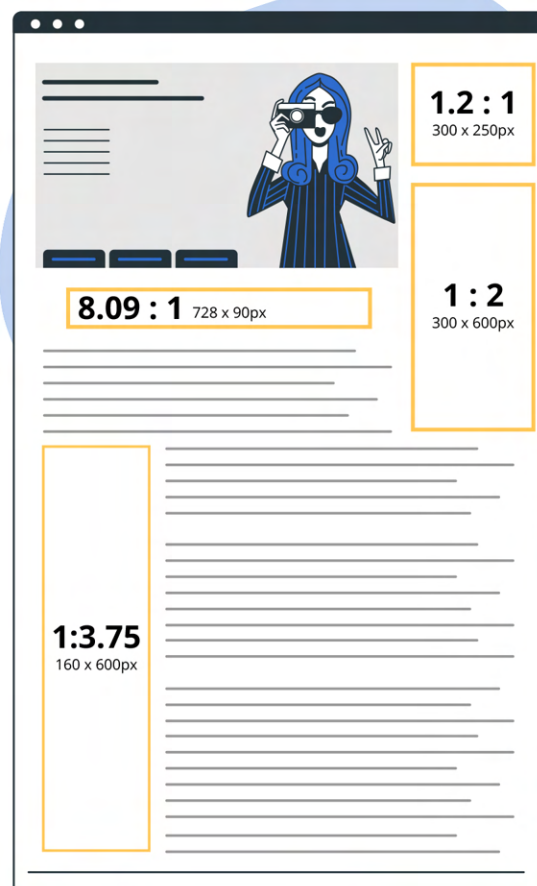 1.2 : 1
300 x 250px
1 : 2
300 x 600px
8.09 : 1 728 x 90px
1:3.75
160 x 600px